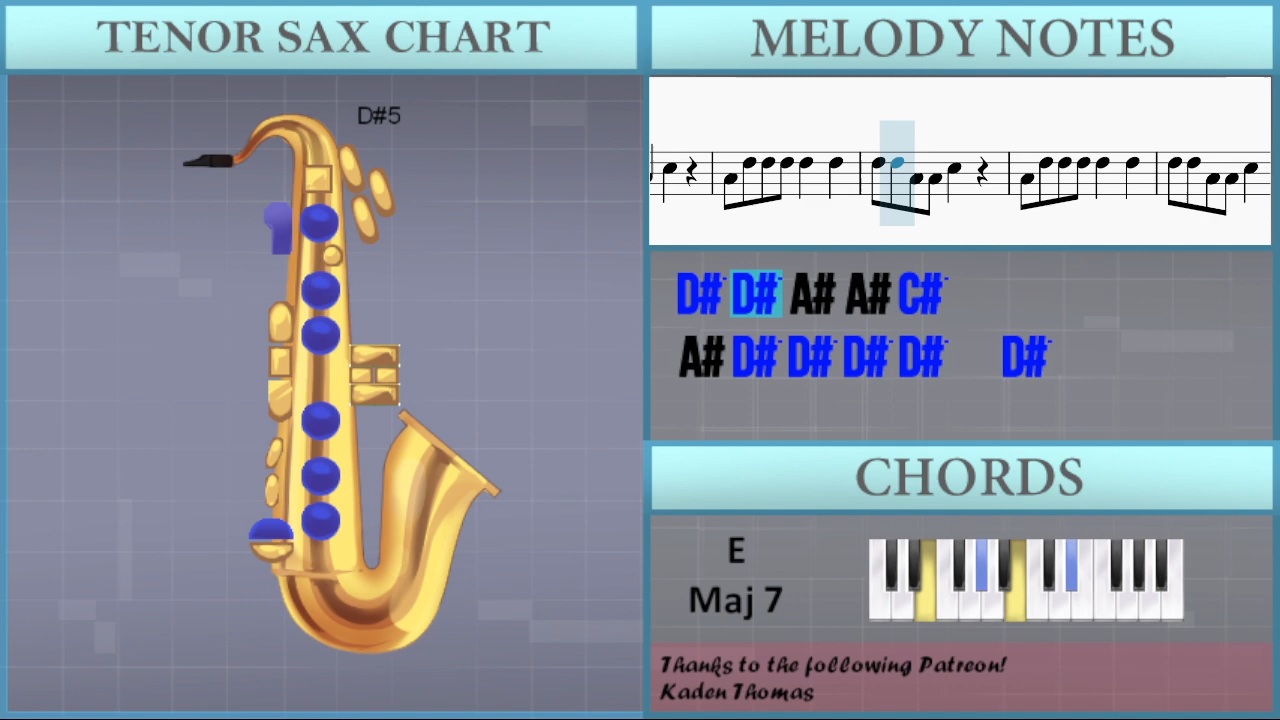 TENOR SAX CHART
D#5
MELODY NOTES
D#- D#- A# A# C#-
A# D#- D#- D#- D#- D#-
CHORDS
E
Maj 7
Thanks to the following Patreon!
Kaden Thomas